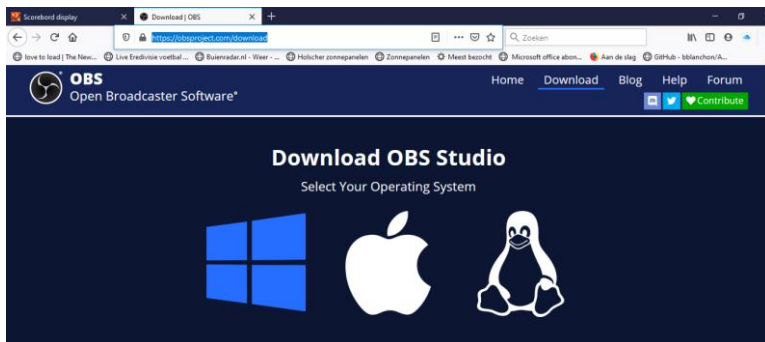 Scorebord display
Download | OBS
https://obsproject.com/download
Zoeken
love to load | The New...
Live Eredivisie voetbal ...
Buienradar.nl - Weer - ...
Holscher zonnepanelen
Zonnepanelen
Meest bezocht
Microsoft office abon...
Aan de slag
GitHub - bblanchon/A...
OBS
Open Broadcaster Software
Home
Download
Blog
Help
Forum
Contribute
Download OBS Studio
Select Your Operating System